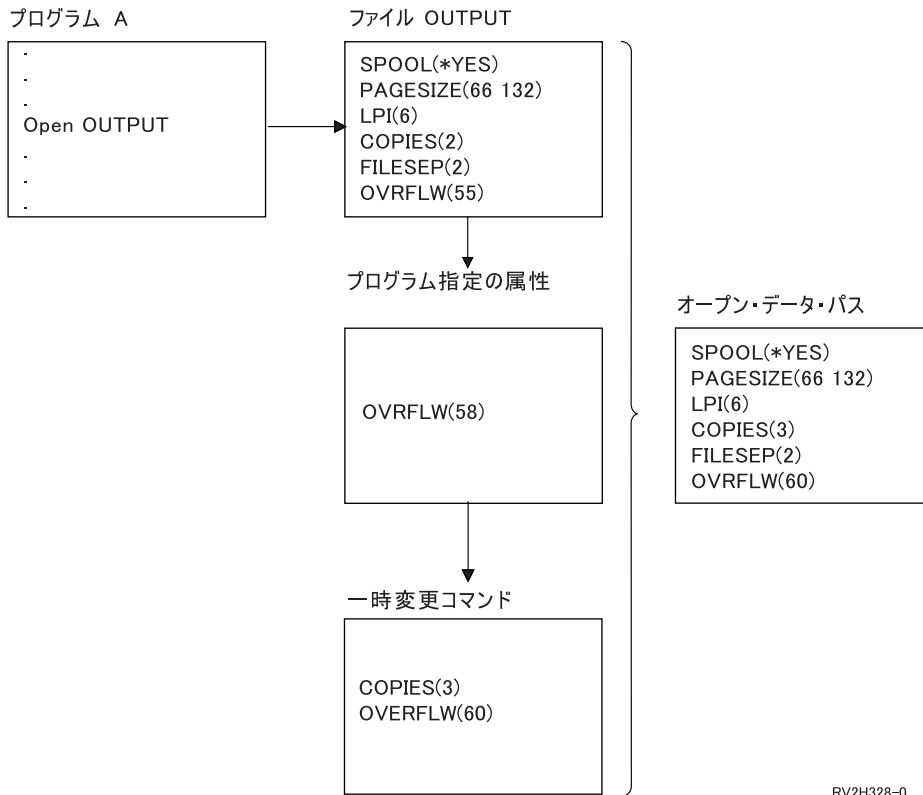 プログラム A
.
.
.
Open OUTPUT
.
.
.
ファイル OUTPUT
SPOOL(*YES)
PAGESIZE(66 132)
LPI(6)
COPIES(2)
FILESEP(2)
OVRFLW(55)
プログラム指定の属性
OVRFLW(58)
一時変更コマンド
COPIES(3)
OVERFLW(60)
オープン・データ・パス
SPOOL(*YES)
PAGESIZE(66 132)
LPI(6)
COPIES(3)
FILESEP(2)
OVRFLW(60)
RV2H328-0